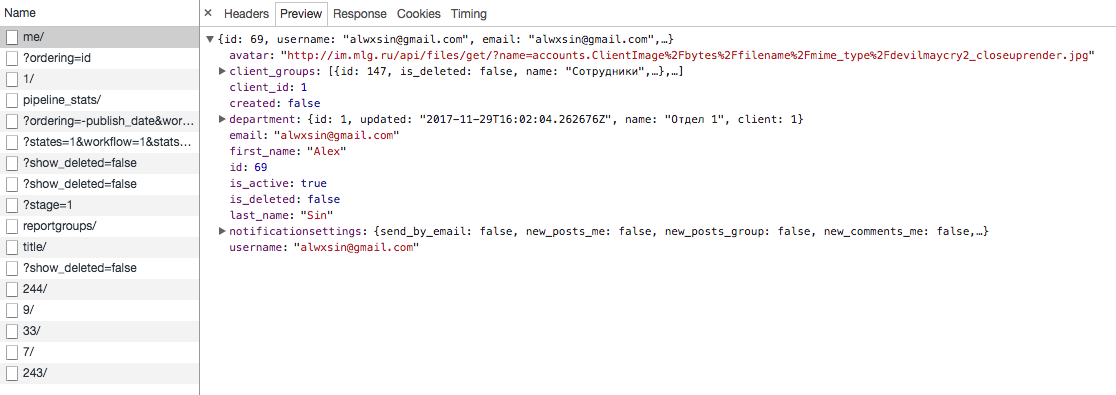 Name
× Headers Preview Response Cookies Timing
me/
?ordering=id
1/
pipeline_stats/
?ordering=-publish_date&wor…
?states=1&workflow=1&stats…
?show_deleted=false
?show_deleted=false
?stage=1
reportgroups/
title/
?show_deleted=false
244/
9/
33/
7/
243/
▼{id: 69, username: "alwxsin@gmail.com", email: "alwxsin@gmail.com",…}
avatar: "http://im.mlg.ru/api/files/get/?name=accounts.ClientImage%2Fbytes%2Ffilename%2Fmime_type%2Fdevilmaycry2_closeuprender.jpg"
▶client_groups: [{id: 147, is_deleted: false, name: "Сотрудники",…},…]
client_id: 1
created: false
▶department: {id: 1, updated: "2017-11-29T16:02:04.262676Z", name: "Отдел 1", client: 1}
email: "alwxsin@gmail.com"
first_name: "Alex"
id: 69
is_active: true
is_deleted: false
last_name: "Sin"
▶notificationsettings: {send_by_email: false, new_posts_me: false, new_posts_group: false, new_comments_me: false,…}
username: "alwxsin@gmail.com"